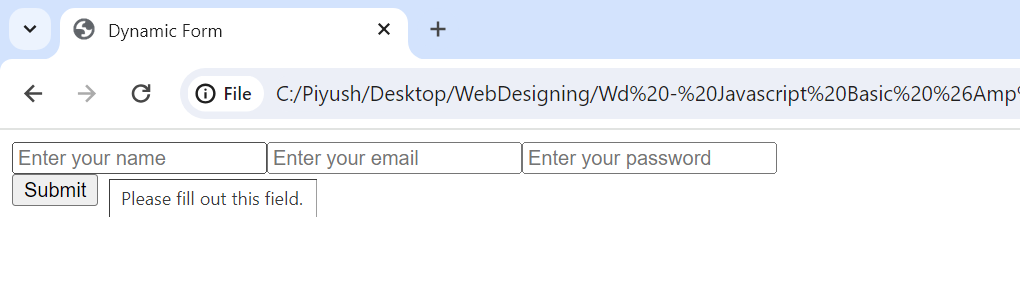 Dynamic Form
File C:/Piyush/Desktop/WebDesigning/Wd%20-%20Javascript%20Basic%20%26Amp%
Enter your name Enter your email Enter your password
Submit Please fill out this field.